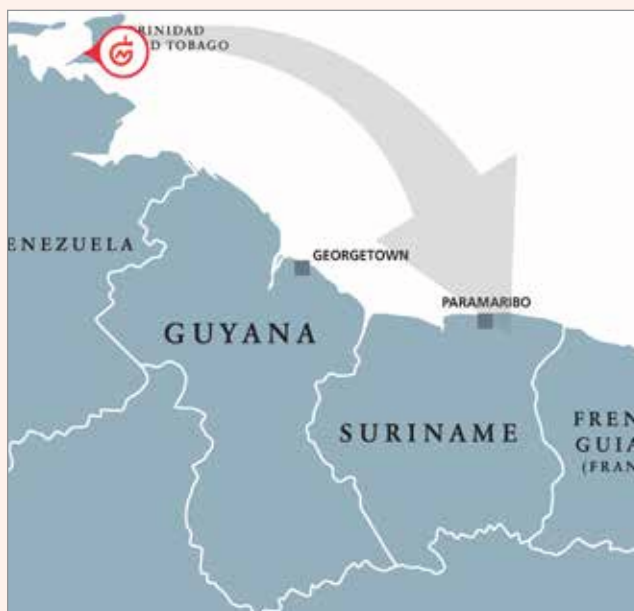 RINIDAD
D TOBAGO
ENEZUELA
GEORGETOWN
PARAMARIBO
GUYANA
SURINAME
FREN
GUIA
(FRAN